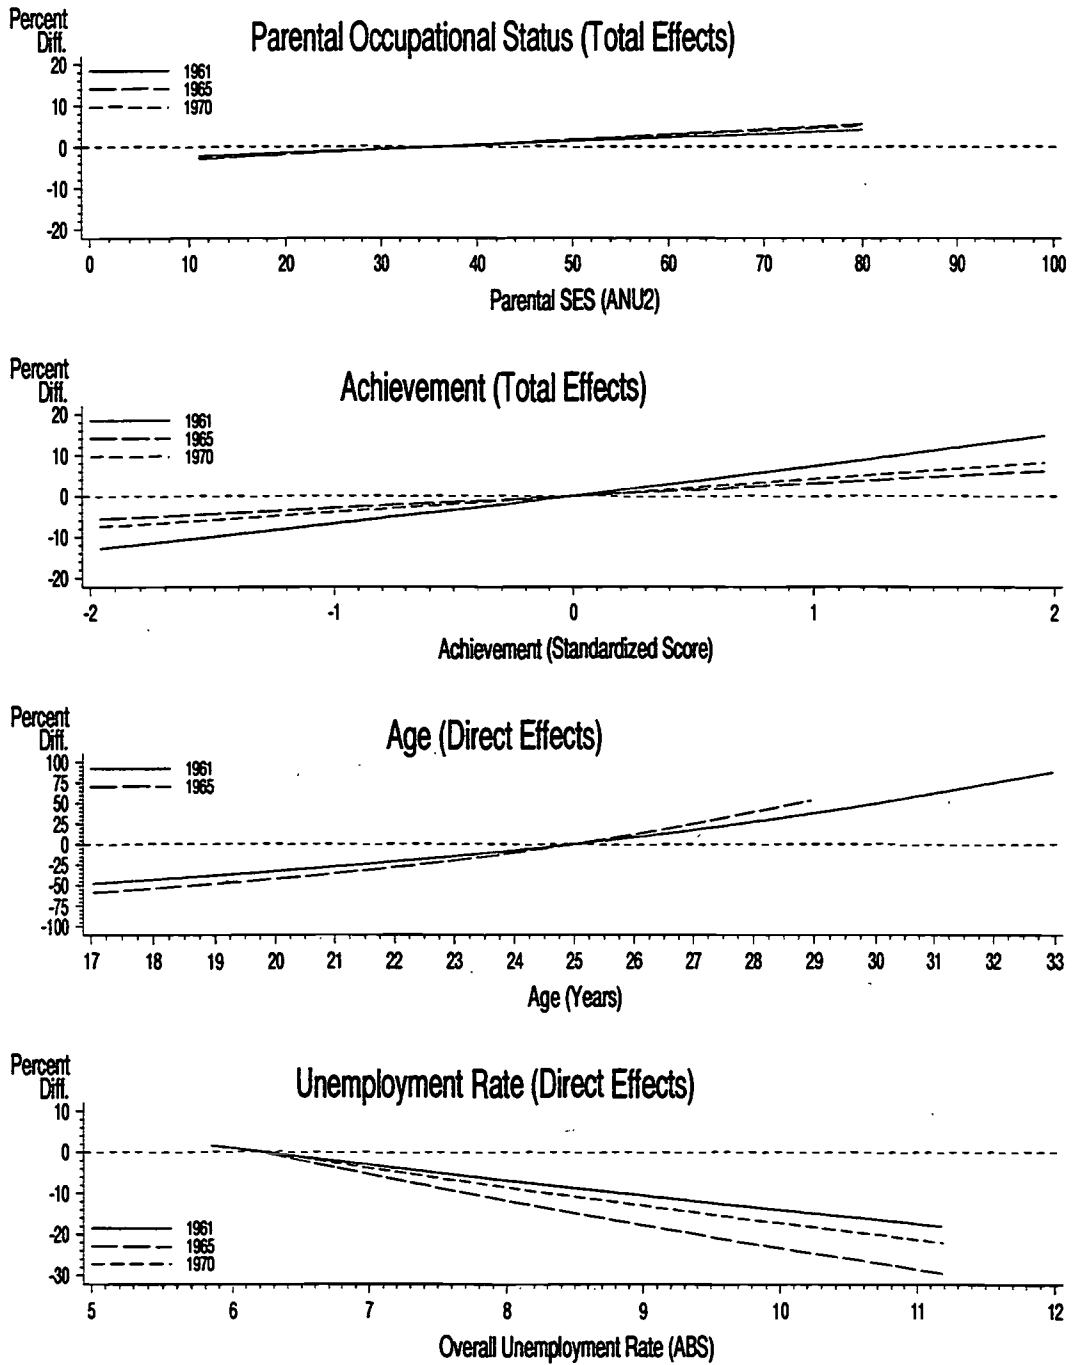 Percent
Diff.
Parental Occupational Status (Total Effects)
20
10
0
-10
-20
1961
1965
1970
0 10 20 30 40 50 60 70 80 90 100
Parental SES (ANU2)
Percent
Diff.
Achievement (Total Effects)
20
10
0
-10
-20
1961
1965
1970
-2 -1 0 1 2
Achievement (Standardized Score)
Percent
Diff.
Age (Direct Effects)
100
75
50
25
0
-25
-50
-75
-100
1961
1965
17 18 19 20 21 22 23 24 25 26 27 28 29 30 31 32 33
Age (Years)
Percent
Diff.
Unemployment Rate (Direct Effects)
10
0
-10
-20
-30
1961
1965
1970
5 6 7 8 9 10 11 12
Overall Unemployment Rate (ABS)